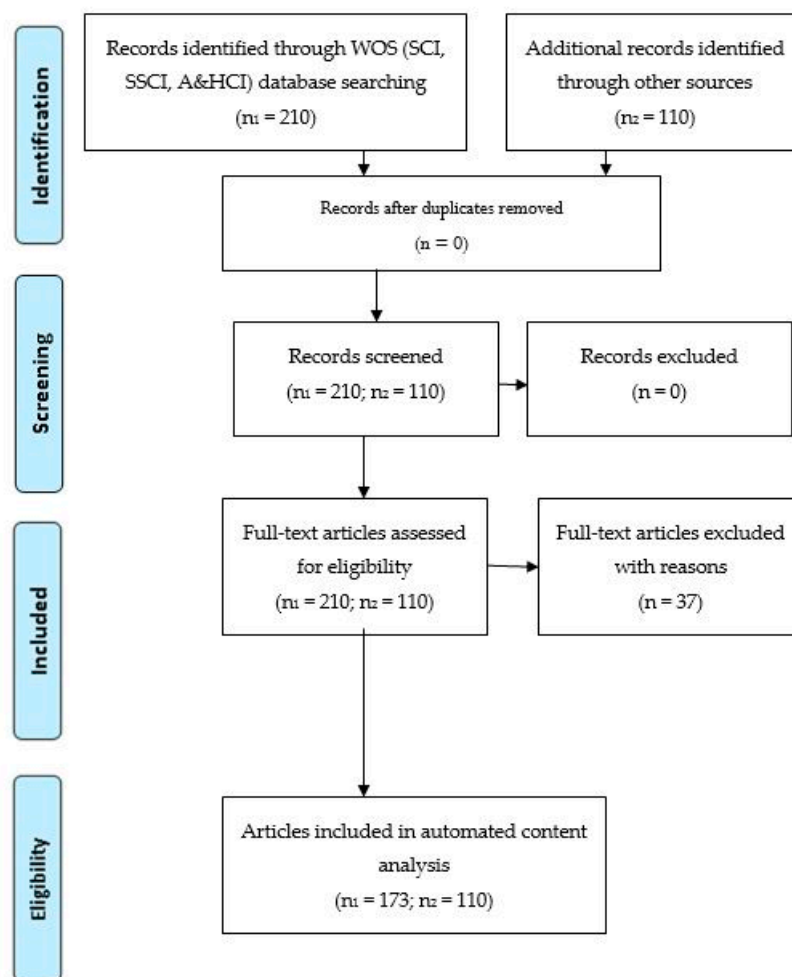 Identification
Records identified through WOS (SCI,
SSCI, A&HCI) database searching
(n₁ = 210)
Additional records identified
through other sources
(n₂ = 110)
Records after duplicates removed
(n = 0)
Screening
Records screened
(n₁ = 210; n₂ = 110)
Records excluded
(n = 0)
Included
Full-text articles assessed
for eligibility
(n₁ = 210; n₂ = 110)
Full-text articles excluded
with reasons
(n = 37)
Eligibility
Articles included in automated content
analysis
(n₁ = 173; n₂ = 110)